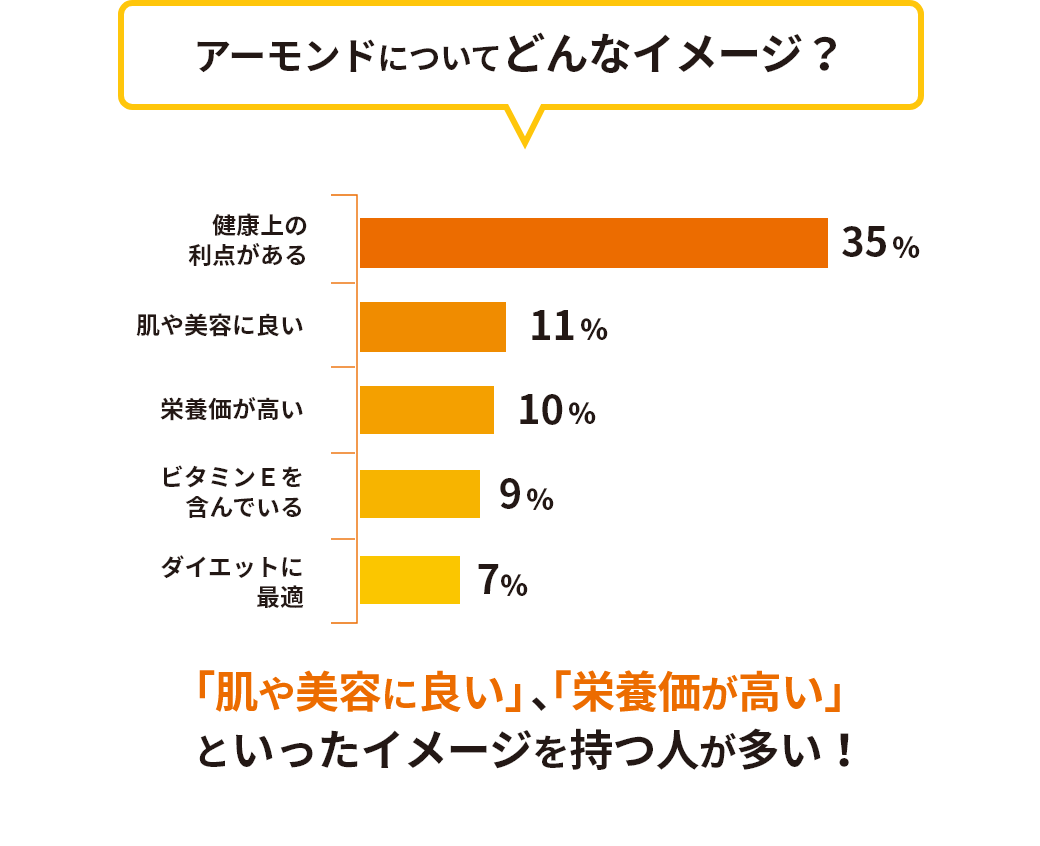 アーモンドについてどんなイメージ？
健康上の
利点がある
35%
肌や美容に良い
11%
栄養価が高い
10%
ビタミンEを
含んでいる
9%
ダイエットに
最適
7%
「肌や美容に良い」、「栄養価が高い」
といったイメージを持つ人が多い！